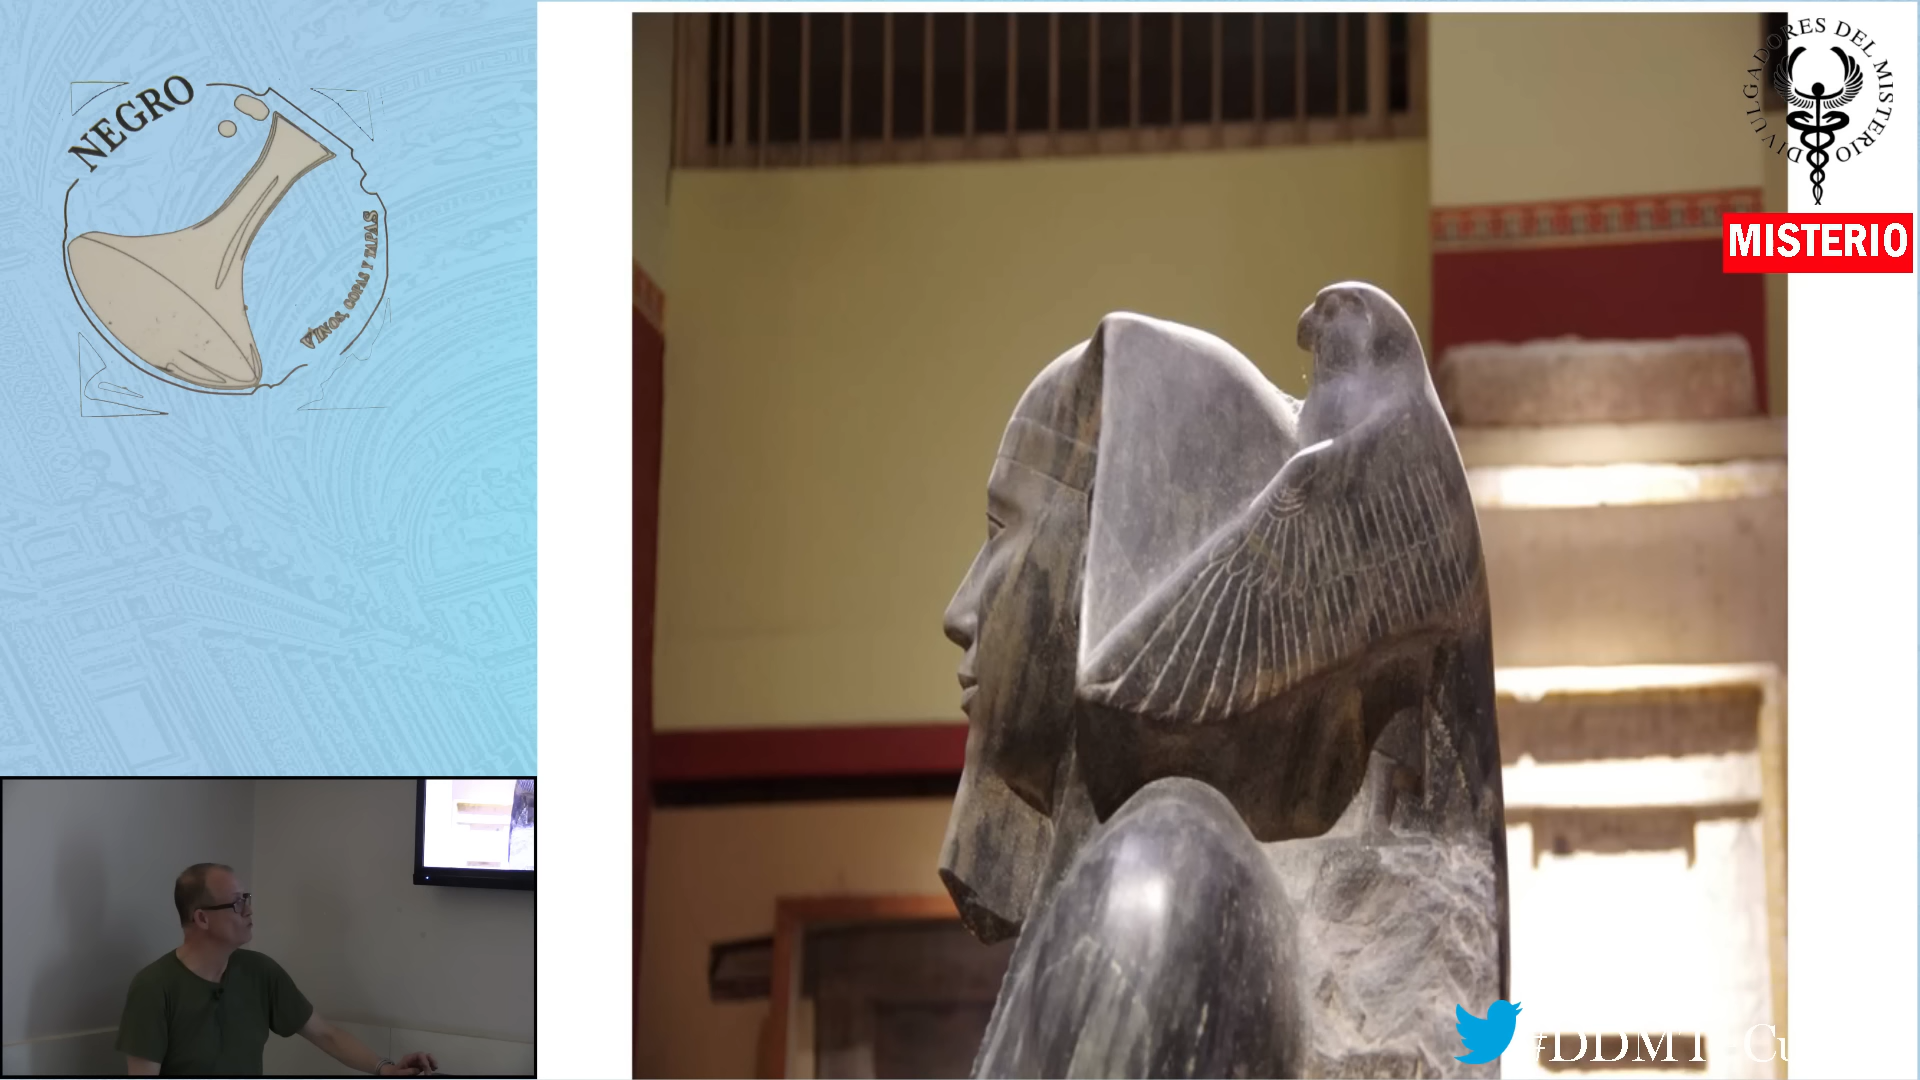 NEGRO
VINOS, COPAS Y TAPAS
DIVULGADORES DEL MISTERIO
MISTERIO
#DDMT